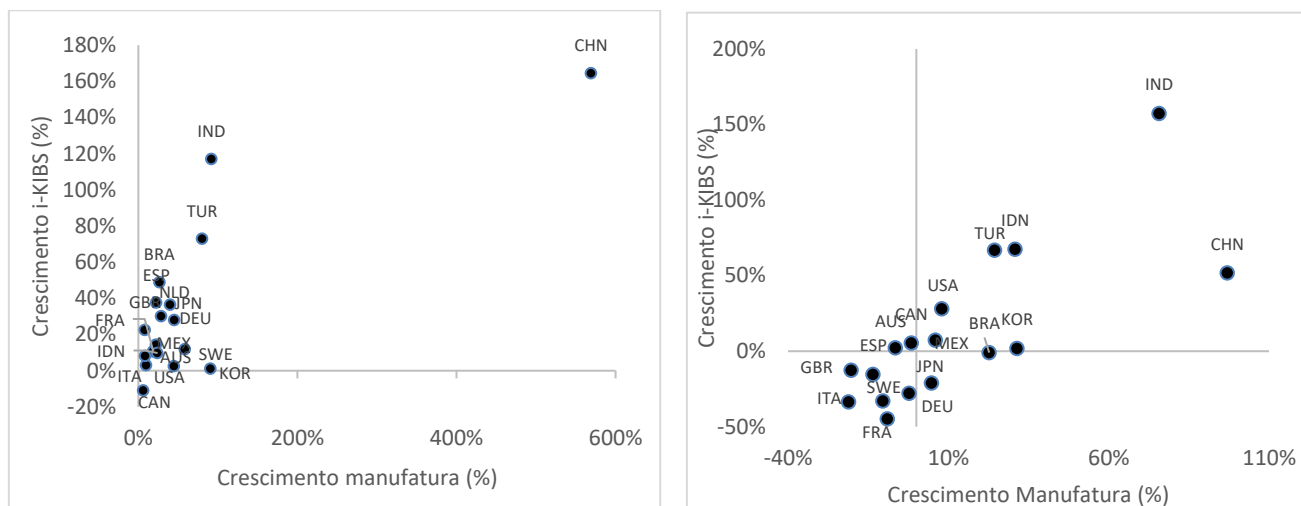 180%
160%
140%
120%
100%
80%
60%
40%
20%
0%
-20%
Crescimento i-KIBS (%)
CHN
IND
TUR
BRA
ESP
NLD
GBR
JPN
DEU
FRA
MEX
IDN
AUS
SWE
ITA
USA
KOR
CAN
0%
200%
400%
600%
Crescimento manufatura (%)
200%
150%
100%
50%
0%
-50%
Crescimento i-KIBS (%)
IND
IDN
TUR
CHN
USA
CAN
AUS
BRA
KOR
ESP
MEX
GBR
JPN
SWE
ITA
DEU
FRA
-40%
10%
60%
110%
Crescimento Manufatura (%)